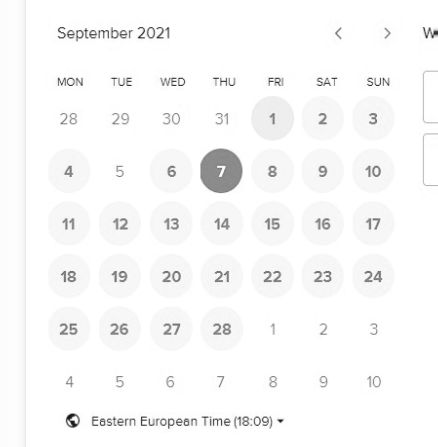 September 2021
MON TUE WED THU FRI SAT SUN
28 29 30 31 1 2 3
4 5 6 7 8 9 10
11 12 13 14 15 16 17
18 19 20 21 22 23 24
25 26 27 28 1 2 3
4 5 6 7 8 9 10
Eastern European Time (18:09)